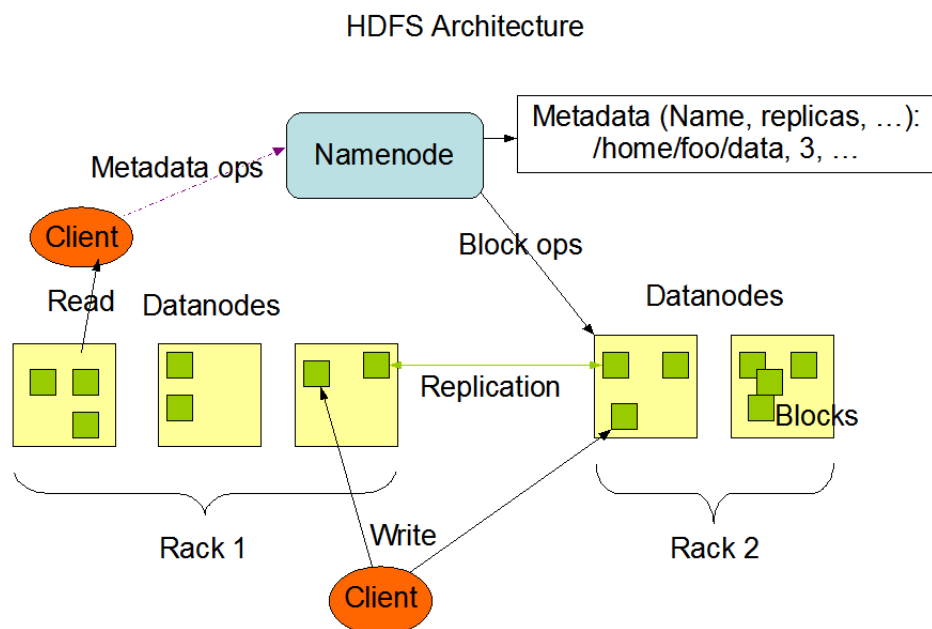 HDFS Architecture
Metadata (Name, replicas, …):
/home/foo/data, 3, …
Namenode
Metadata ops
Client
Block ops
Read
Datanodes
Datanodes
Replication
Blocks
Rack 1
Write
Rack 2
Client